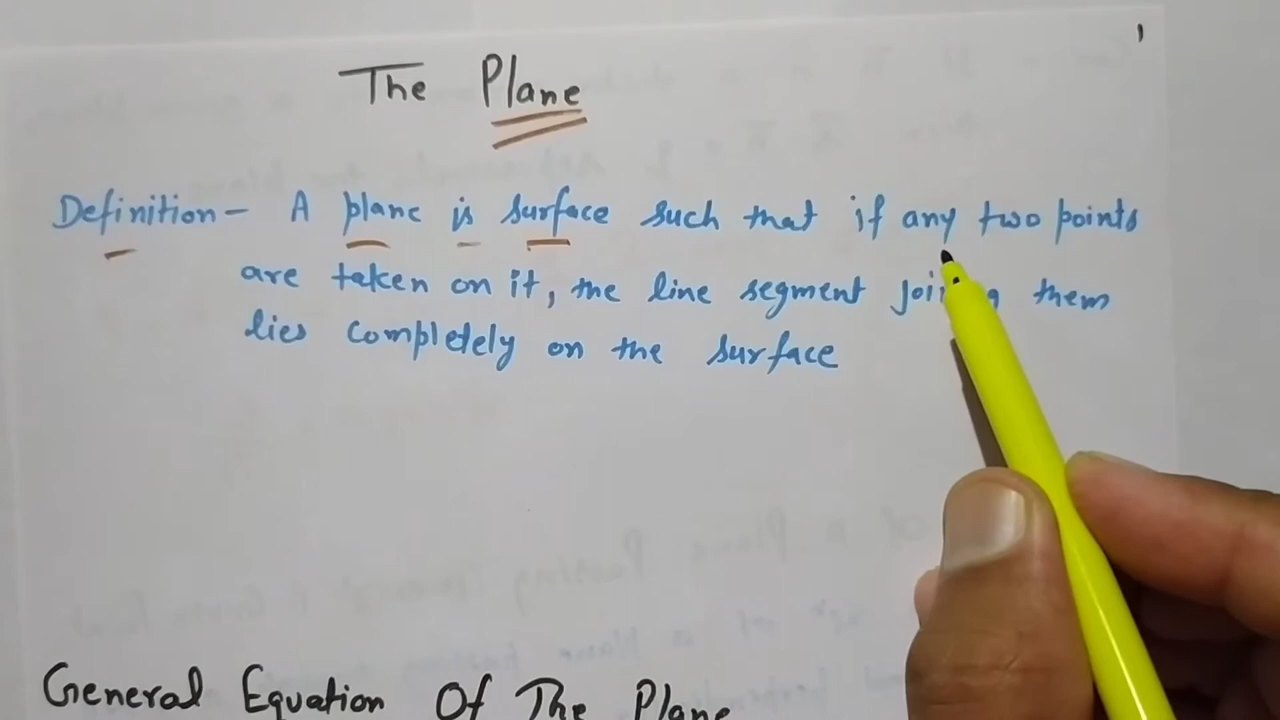 The Plane
Definition- A plane is surface such that if any two points
are taken on it, the line segment joining them
lies completely on the surface
General Equation Of The Plane